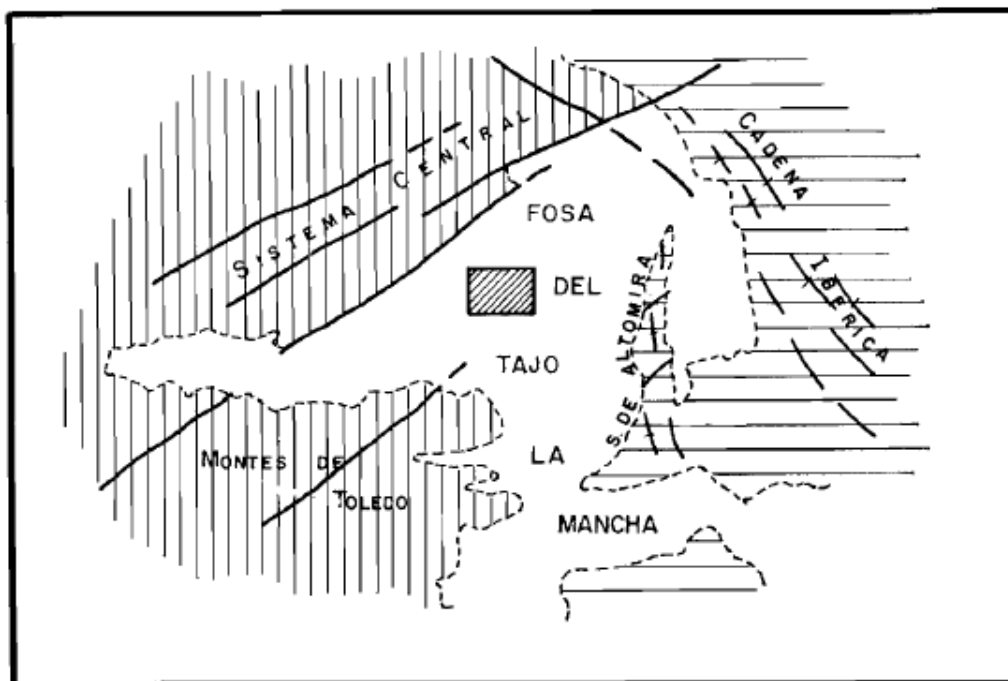 SISTEMA CENTRAL
CADENA
IBERICA
FOSA
DEL
TAJO
S DE ALTOMIRA
MONTES DE
TOLEDO
LA
MANCHA